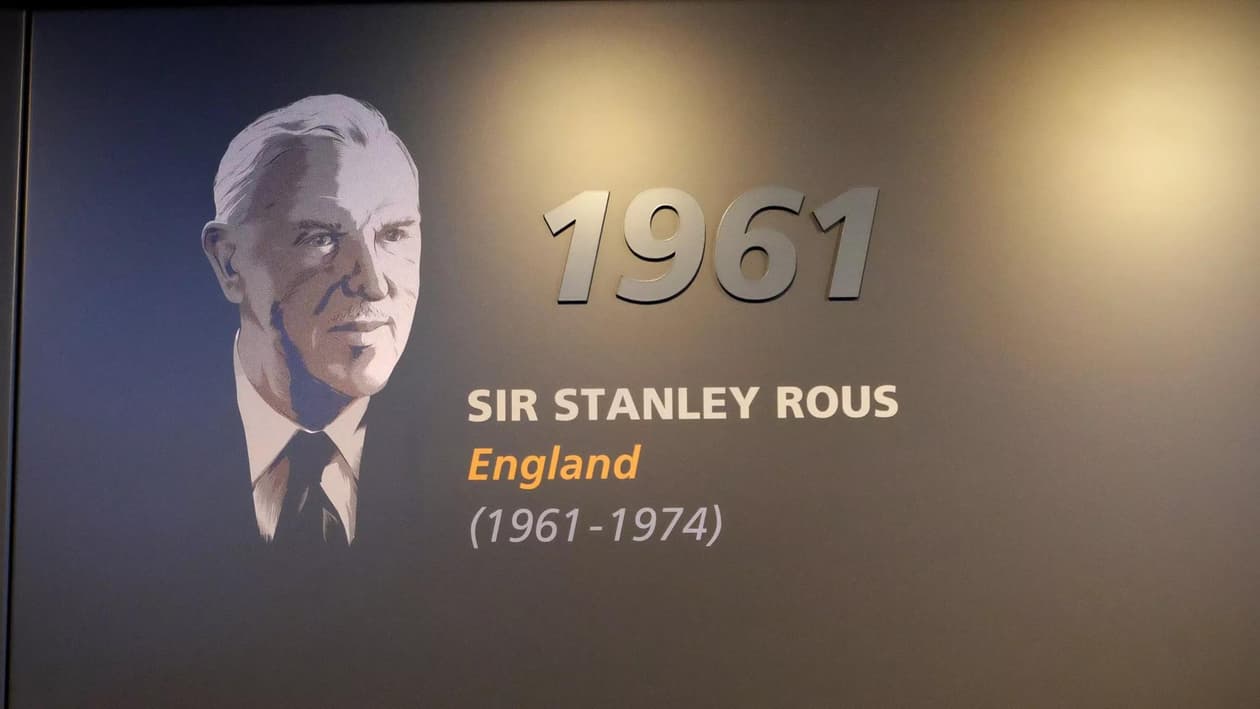 1961
SIR STANLEY ROUS
England
(1961-1974)